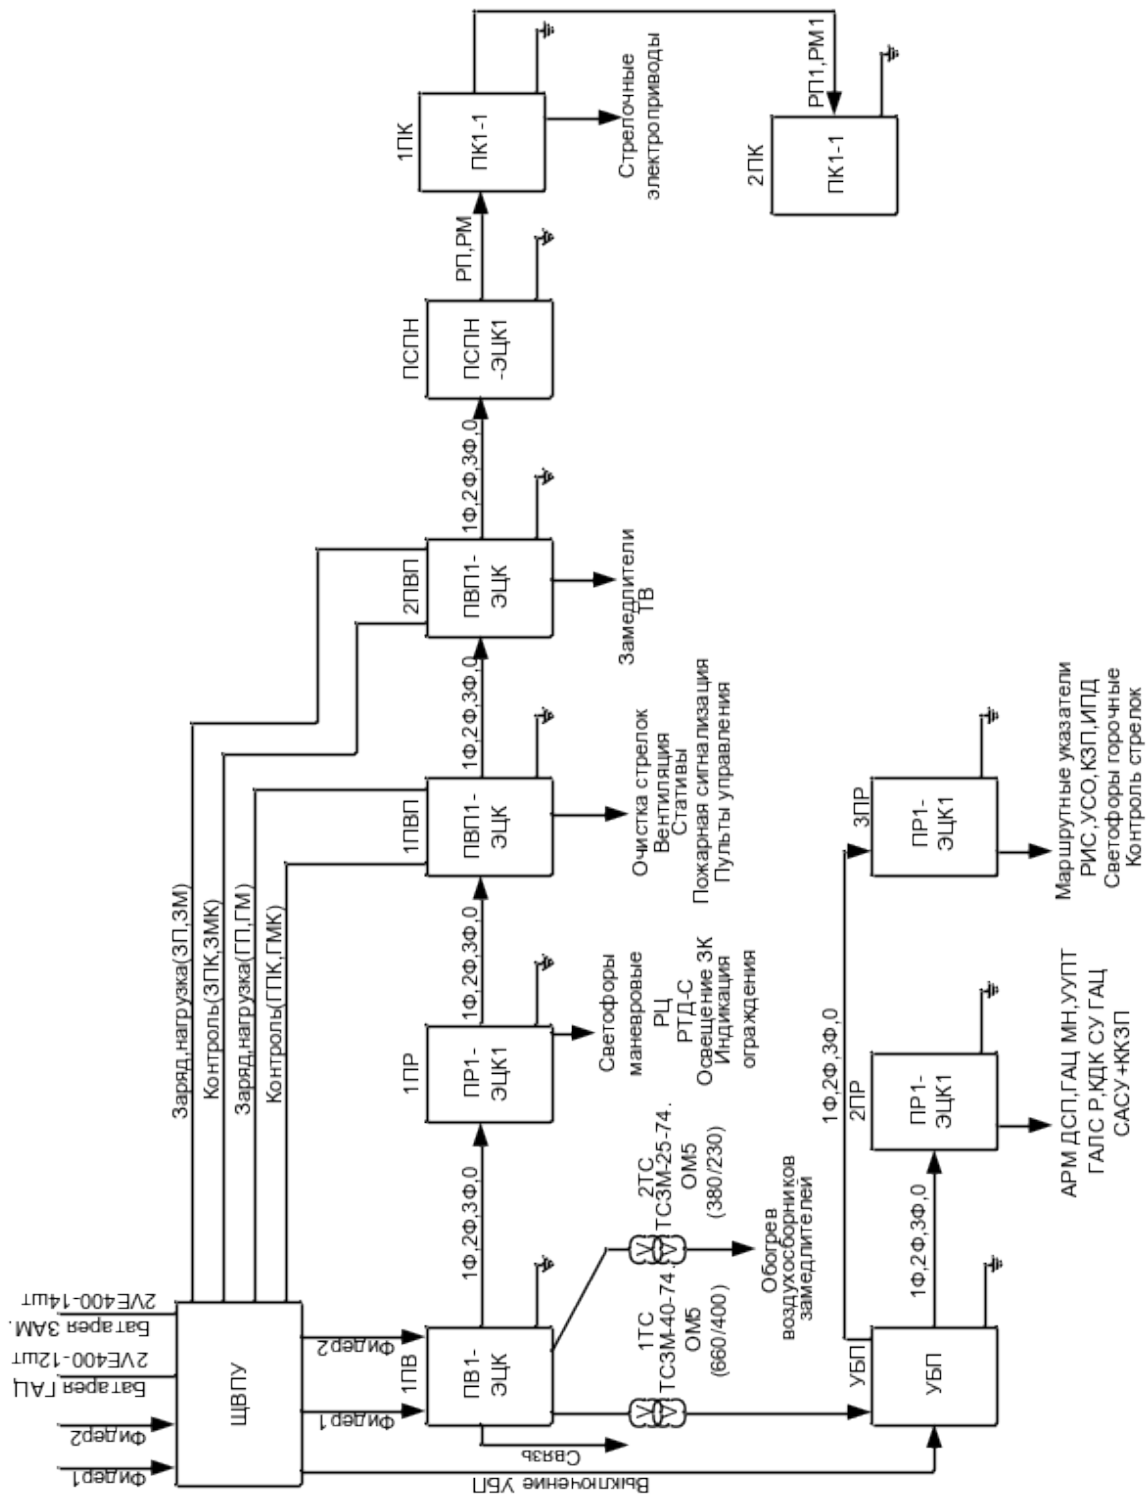 Фидер1
Фидер2
Батарея ГАЦ
2VE400-12шт
Батарея ЗАМ.
2VE400-14шт
ЩВПУ
Заряд,нагрузка(ЗП,ЗМ)
Контроль(ЗПК,ЗМК)
Заряд,нагрузка(ГП,ГМ)
Контроль(ГПК,ГМК)
Фидер1
Фидер2
Выключение УБП
1ПВ
ПВ1-
ЭЦК
1Ф,2Ф,3Ф,0
1ПР
ПР1-
ЭЦК1
1Ф,2Ф,3Ф,0
1ПВП
ПВП1-
ЭЦК
1Ф,2Ф,3Ф,0
2ПВП
ПВП1-
ЭЦК
1Ф,2Ф,3Ф,0
ПСПН
ПСПН
-ЭЦК1
РП,РМ
1ПК
ПК1-1
РП1,РМ1
2ПК
ПК1-1
Связь
1ТС
ТСЗМ-40-74.
ОМ5
(660/400)
2ТС
ТСЗМ-25-74.
ОМ5
(380/230)
Обогрев
воздухосборников
замедлителей
Светофоры
маневровые
РЦ
РТД-С
Освещение ЗК
Индикация
ограждения
Очистка стрелок
Вентиляция
Стативы
Пожарная сигнализация
Пульты управления
Замедлители
ТВ
Стрелочные
электроприводы
УБП
УБП
1Ф,2Ф,3Ф,0
1Ф,2Ф,3Ф,0
2ПР
ПР1-
ЭЦК1
АРМ ДСП,ГАЦ МН,УУПТ
ГАЛС Р,КДК СУ ГАЦ
САСУ+ККЗП
3ПР
ПР1-
ЭЦК1
Маршрутные указатели
РИС,УСО,КЗП,ИПД
Светофоры горочные
Контроль стрелок